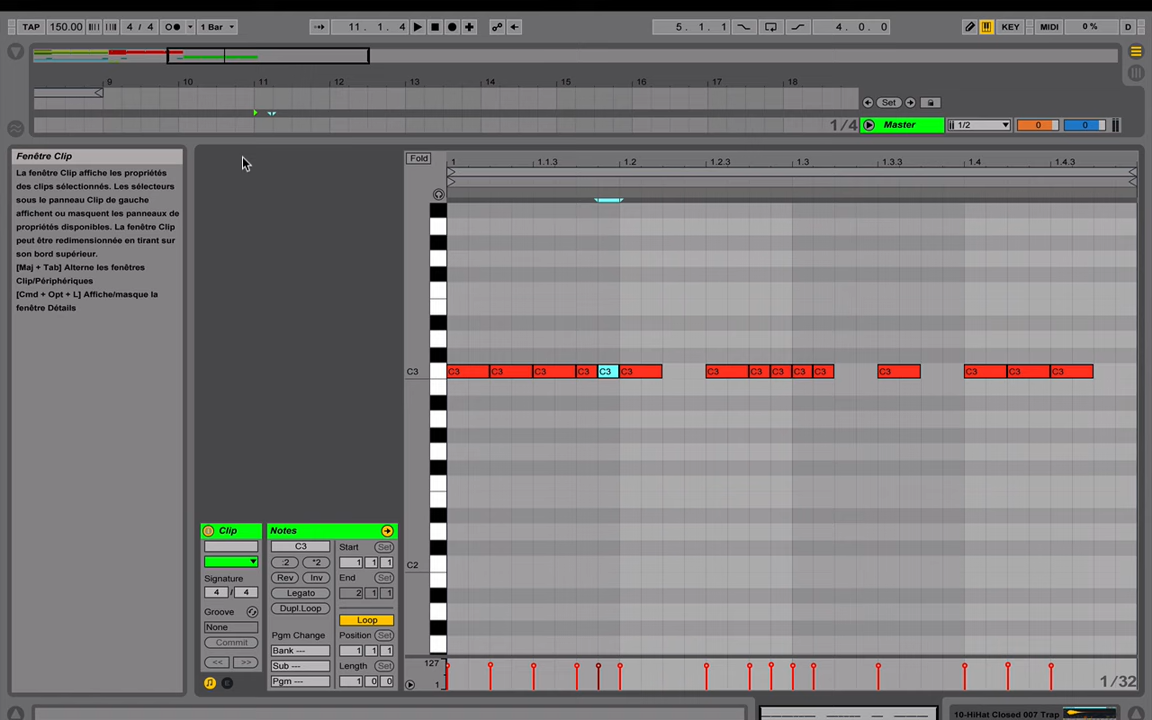 TAP 150.00 4 / 4 1 Bar 11. 1. 4 5. 1. 1 4. 0. 0 KEY MIDI 0 % D
9 10 11 12 13 14 15 16 17 18
Set
1/4 Master 1/2 0 0
Fenêtre Clip
La fenêtre Clip affiche les propriétés
des clips sélectionnés. Les sélecteurs
sous le panneau Clip de gauche
affichent ou masquent les panneaux de
propriétés disponibles. La fenêtre Clip
peut être redimensionnée en tirant sur
son bord supérieur.
[Maj + Tab] Alterne les fenêtres
Clip/Périphériques
[Cmd + Opt + L] Affiche/masque la
fenêtre Détails
Fold 1 1.1.3 1.2 1.2.3 1.3 1.3.3 1.4 1.4.3
C3 C3 C3 C3 C3 C3 C3 C3 C3 C3 C3 C3 C3 C3 C3 C3
Clip
Signature
4 / 4
Groove
None
Commit
<< >>
Notes
C3
:2 *2
Rev Inv
Legato
Dupl.Loop
Pgm Change
Bank ---
Sub ---
Pgm ---
Start Set
1 1 1
End Set
2 1 1
Loop
Position Set
1 1 1
Length Set
1 0 0
C2
127
1
1/32
10-HiHat Closed 007 Trap